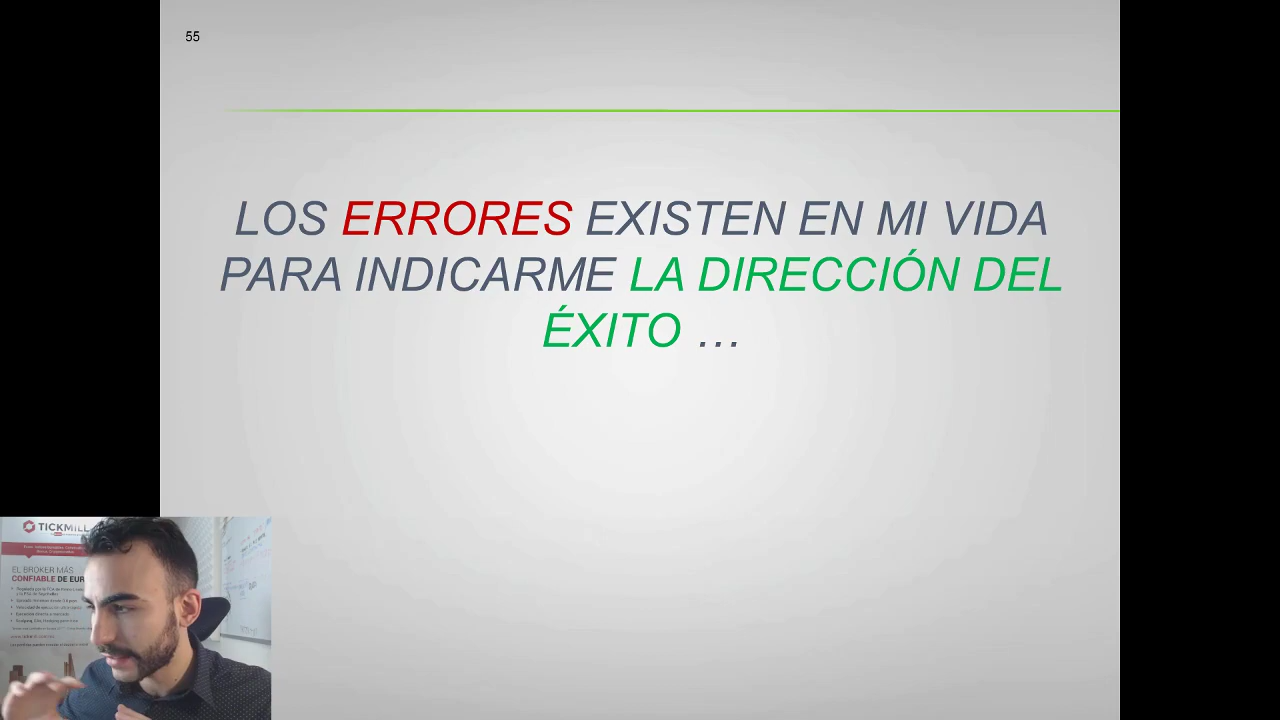 55
LOS ERRORES EXISTEN EN MI VIDA
PARA INDICARME LA DIRECCIÓN DEL
ÉXITO …
TICKMILL
EL BROKER MÁS
CONFIABLE DE EUR